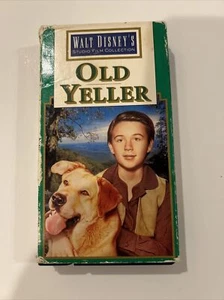 WALT DISNEY'S
STUDIO FILM COLLECTION
OLD
YELLER